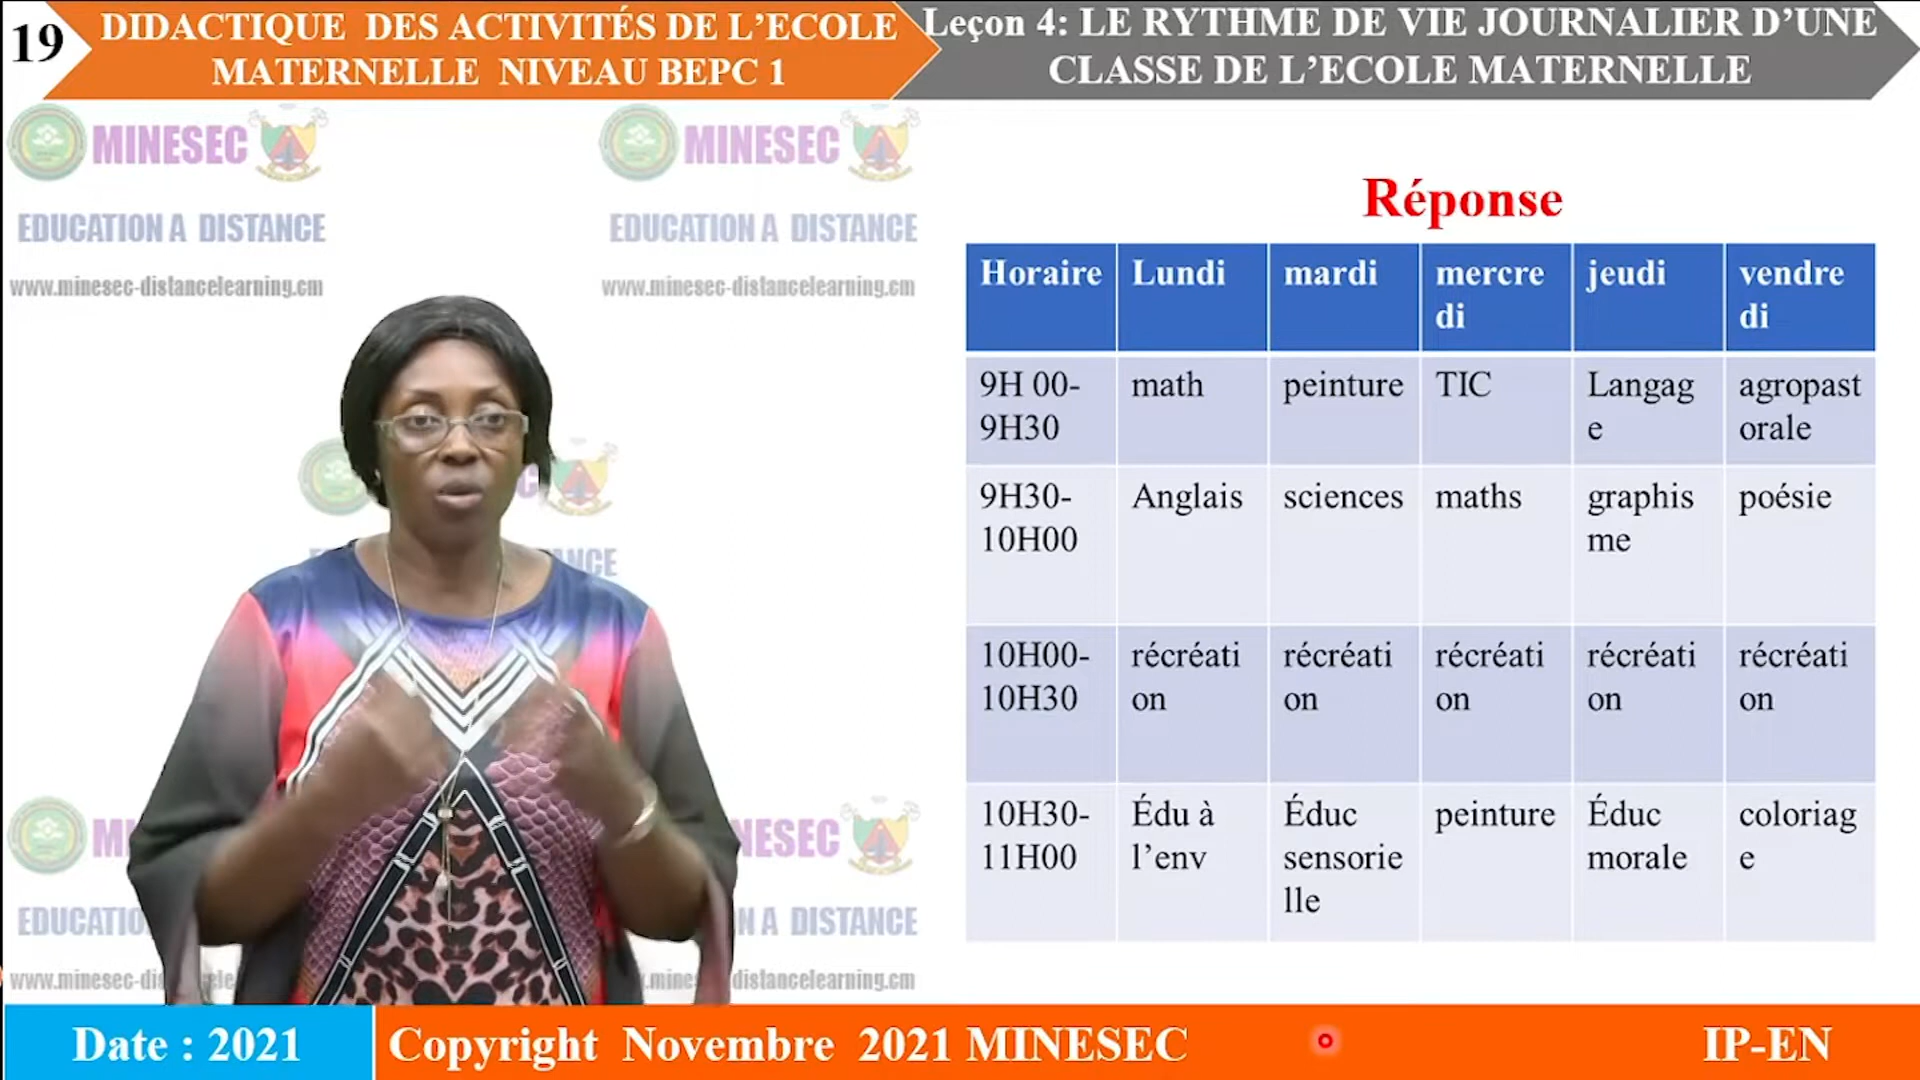 19
DIDACTIQUE DES ACTIVITÉS DE L’ECOLE
MATERNELLE NIVEAU BEPC 1
Leçon 4: LE RYTHME DE VIE JOURNALIER D’UNE
CLASSE DE L’ECOLE MATERNELLE
MINESEC
EDUCATION A DISTANCE
www.minesec-distancelearning.cm
MINESEC
EDUCATION A DISTANCE
www.minesec-distancelearning.cm
Réponse
Horaire Lundi mardi mercre jeudi vendre
di di
9H 00- math peinture TIC Langag agropast
9H30 e orale
9H30- Anglais sciences maths graphis poésie
10H00 me
10H00- récréati récréati récréati récréati récréati
10H30 on on on on on
10H30- Édu à Éduc peinture Éduc coloriag
11H00 l’env sensorie morale e
lle
Date : 2021
Copyright Novembre 2021 MINESEC
IP-EN